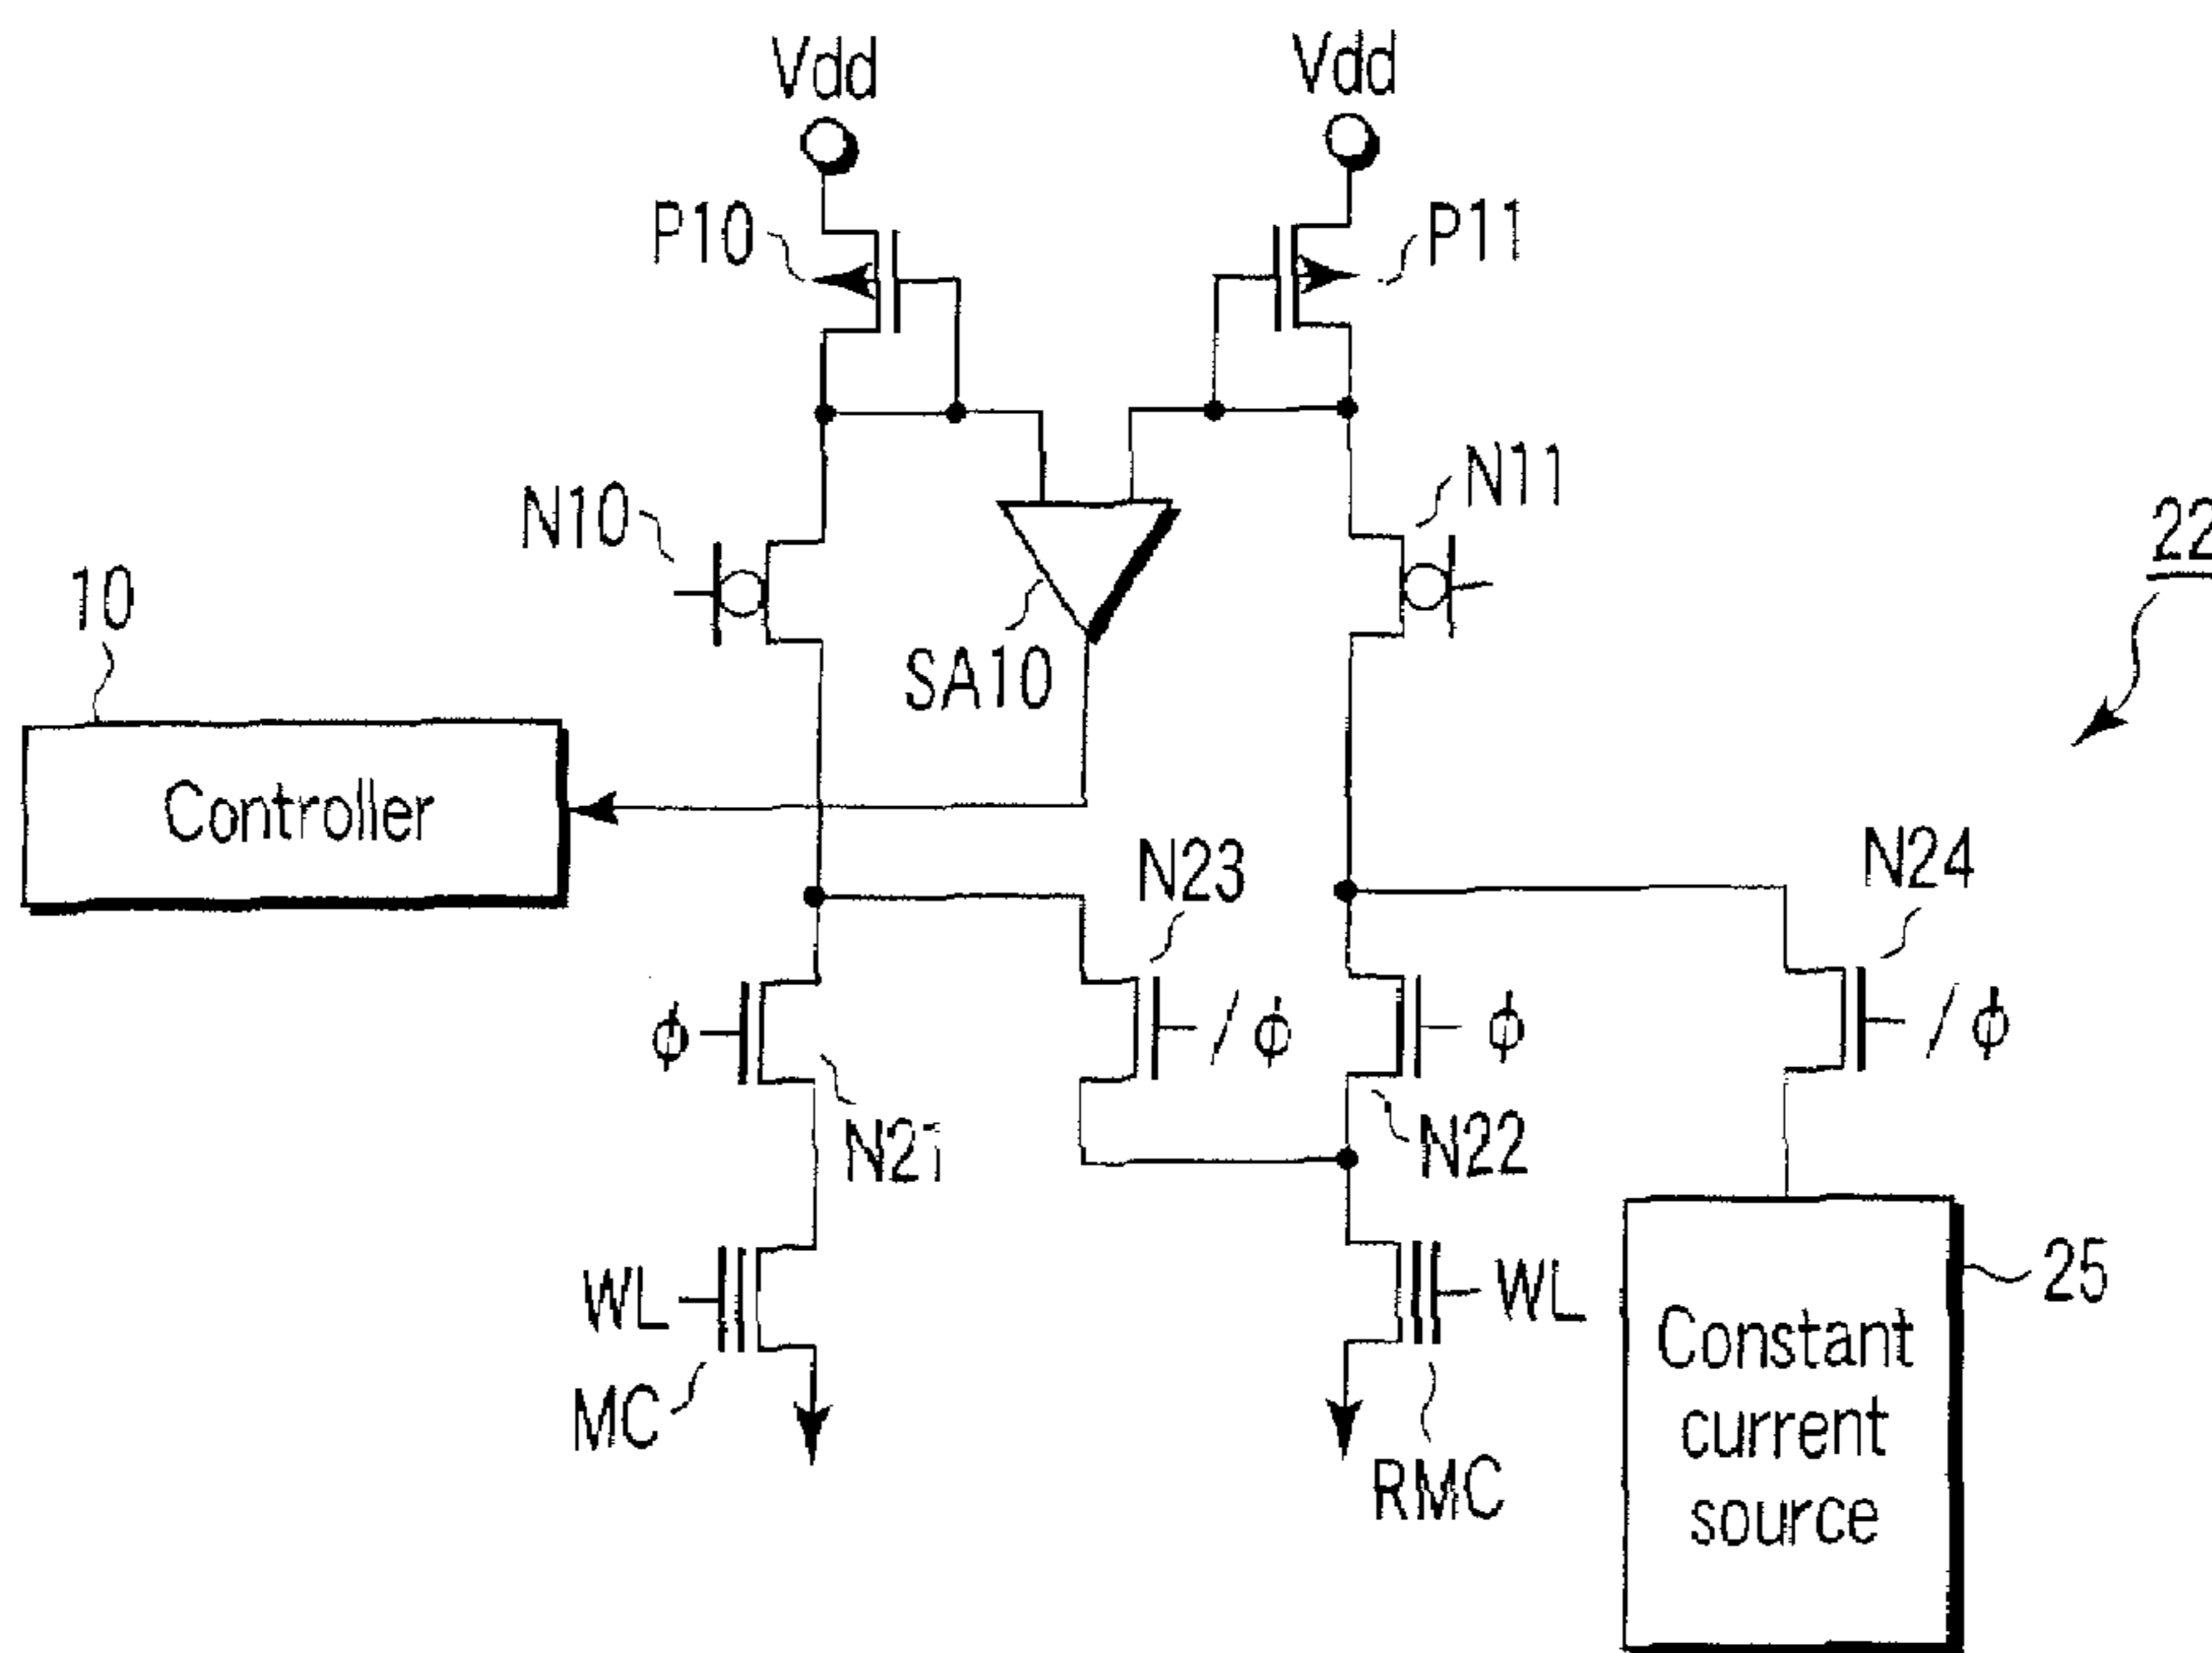 Vdd
Vdd
P10
P11
N10
N11
22
10
SA10
Controller
N23
N24
ϕ
/ϕ
ϕ
/ϕ
N21
N22
WL
WL
25
MC
RMC
Constant
current
source